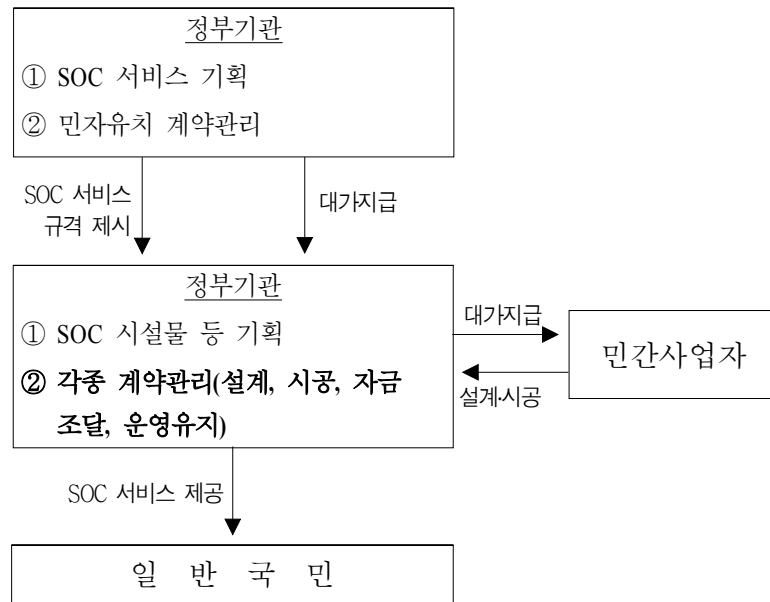 정부기관
① SOC 서비스 기획
② 민자유치 계약관리
SOC 서비스
규격 제시
대가지급
정부기관
① SOC 시설물 등 기획
② 각종 계약관리(설계, 시공, 자금
조달, 운영유지)
대가지급
설계·시공
민간사업자
SOC 서비스 제공
일 반 국 민